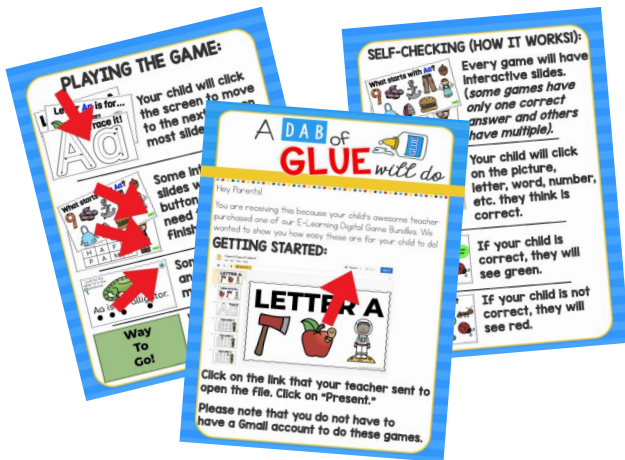 PLAYING THE GAME:
Letter Aa is for...
Trace it!
Aa
Your child will click
the screen to move
to the next
most slide
What starts with Aa?
9
Some in
slides w
button
need
finish
H A F
P A M
Aa is alligator.
Son
an
m
Way
To
Go!
A DAB of
GLUE will do
GLUE
Hey Parents!
You are receiving this because your child's awesome teacher
purchased one of our E-Learning Digital Game Bundles. We
wanted to show you how easy these are for your child to do!
GETTING STARTED:
LETTER A
Click on the link that your teacher sent to
open the file. Click on "Present."
Please note that you do not have to
have a Gmail account to do these games.
SELF-CHECKING (HOW IT WORKS!):
What starts with Aa?
9
Every game will have
interactive slides.
(some games have
only one correct
answer and others
have multiple).
Your child will click
on the picture,
letter, word, number,
etc. they think is
correct.
If your child is
correct, they will
see green.
If your child is not
correct, they will
see red.